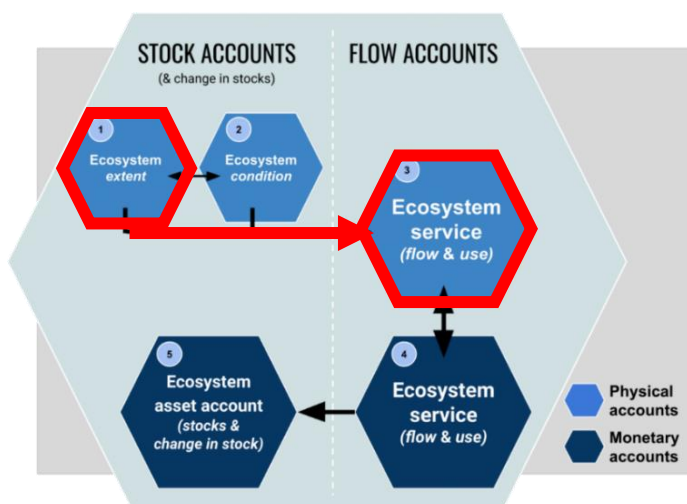 STOCK ACCOUNTS
(& change in stocks)
FLOW ACCOUNTS
1
Ecosystem
extent
2
Ecosystem
condition
3
Ecosystem
service
(flow & use)
5
Ecosystem
asset account
(stocks &
change in stock)
4
Ecosystem
service
(flow & use)
Physical
accounts
Monetary
accounts